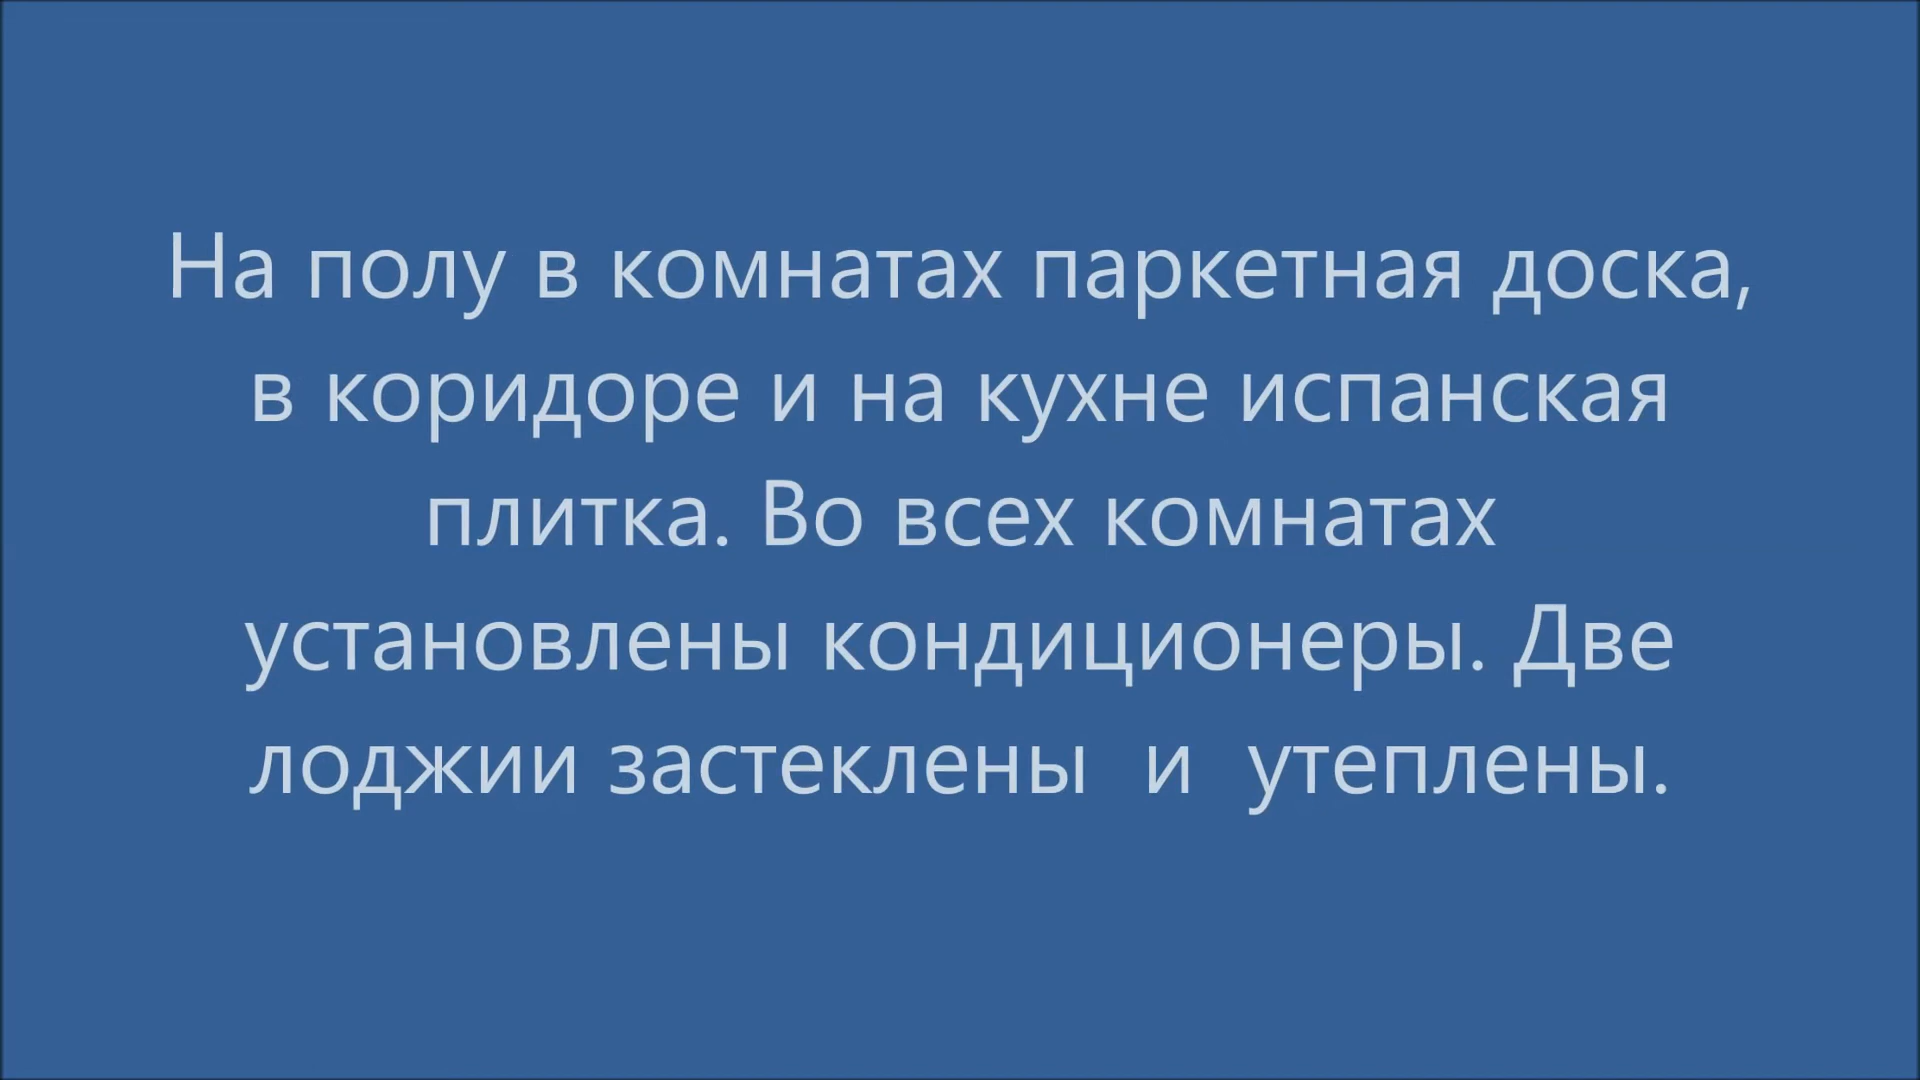 На полу в комнатах паркетная доска,
в коридоре и на кухне испанская
плитка. Во всех комнатах
установлены кондиционеры. Две
лоджии застеклены  и  утеплены.